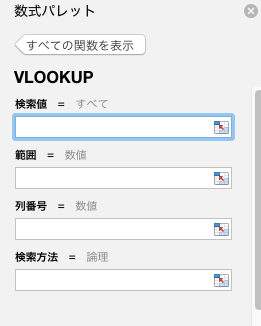 数式パレット
すべての関数を表示
VLOOKUP
検索値 = すべて
範囲 = 数値
列番号 = 数値
検索方法 = 論理